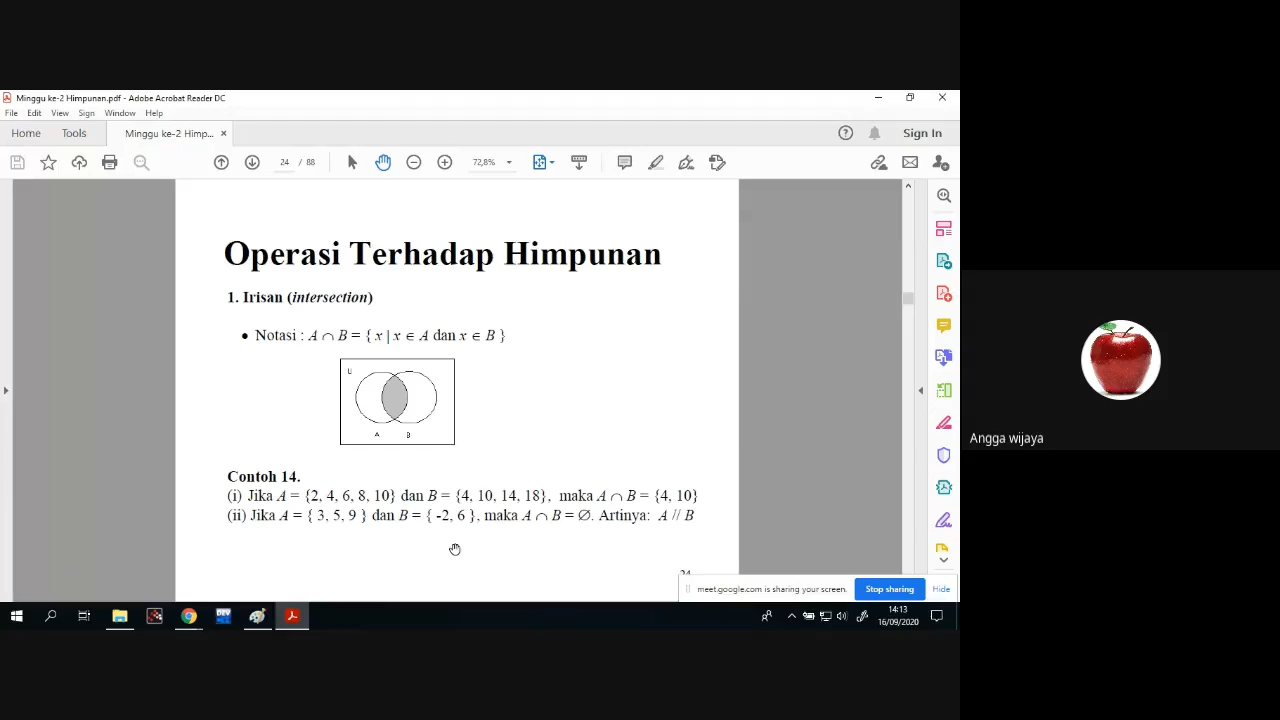 Minggu ke-2 Himpunan.pdf - Adobe Acrobat Reader DC
File Edit View Sign Window Help
Home Tools Minggu ke-2 Himp... × Sign In
24 / 88 72,8%
Operasi Terhadap Himpunan
1. Irisan (intersection)
• Notasi : A ∩ B = { x | x ∈ A dan x ∈ B }
U
A B
Contoh 14.
(i) Jika A = {2, 4, 6, 8, 10} dan B = {4, 10, 14, 18}, maka A ∩ B = {4, 10}
(ii) Jika A = { 3, 5, 9 } dan B = { -2, 6 }, maka A ∩ B = ∅. Artinya: A // B
24
meet.google.com is sharing your screen. Stop sharing Hide
DEV
14:13
16/09/2020
Angga wijaya